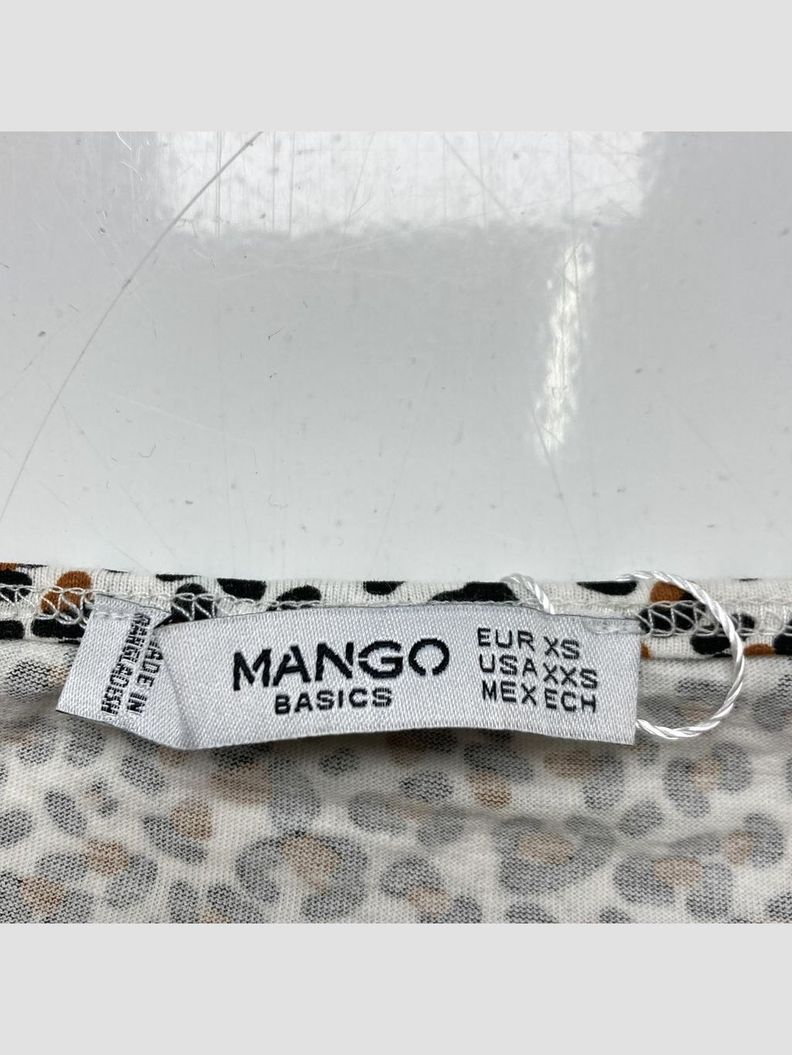 MANGO
BASICS
EUR XS
USA XXS
MEX ECH
MADE IN
BANGLADESH